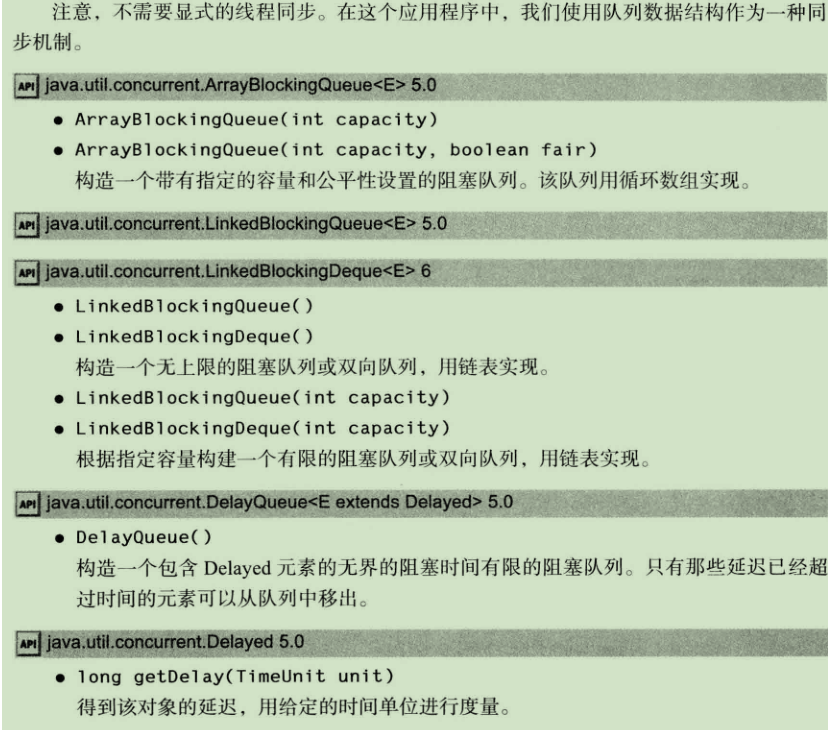 注意，不需要显式的线程同步。在这个应用程序中，我们使用队列数据结构作为一种同
步机制。
API java.util.concurrent.ArrayBlockingQueue<E> 5.0
• ArrayBlockingQueue(int capacity)
• ArrayBlockingQueue(int capacity, boolean fair)
构造一个带有指定的容量和公平性设置的阻塞队列。该队列用循环数组实现。
API java.util.concurrent.LinkedBlockingQueue<E> 5.0
API java.util.concurrent.LinkedBlockingDeque<E> 6
• LinkedBlockingQueue()
• LinkedBlockingDeque()
构造一个无上限的阻塞队列或双向队列，用链表实现。
• LinkedBlockingQueue(int capacity)
• LinkedBlockingDeque(int capacity)
根据指定容量构建一个有限的阻塞队列或双向队列，用链表实现。
API java.util.concurrent.DelayQueue<E extends Delayed> 5.0
• DelayQueue()
构造一个包含 Delayed 元素的无界的阻塞时间有限的阻塞队列。只有那些延迟已经超
过时间的元素可以从队列中移出。
API java.util.concurrent.Delayed 5.0
• long getDelay(TimeUnit unit)
得到该对象的延迟，用给定的时间单位进行度量。